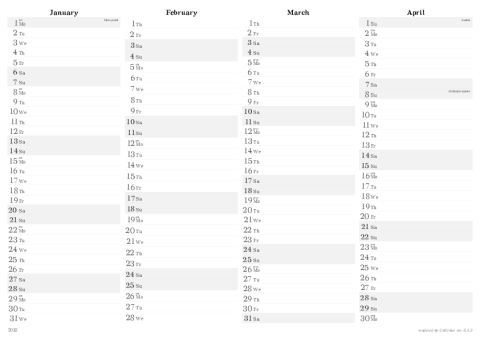 January
1 Mo
2 Tu
3 We
4 Th
5 Fr
6 Sa
7 Su
8 Mo
9 Tu
10 We
11 Th
12 Fr
13 Sa
14 Su
15 Mo
16 Tu
17 We
18 Th
19 Fr
20 Sa
21 Su
22 Mo
23 Tu
24 We
25 Th
26 Fr
27 Sa
28 Su
29 Mo
30 Tu
31 We
February
1 Th
2 Fr
3 Sa
4 Su
5 Mo
6 Tu
7 We
8 Th
9 Fr
10 Sa
11 Su
12 Mo
13 Tu
14 We
15 Th
16 Fr
17 Sa
18 Su
19 Mo
20 Tu
21 We
22 Th
23 Fr
24 Sa
25 Su
26 Mo
27 Tu
28 We
March
1 Th
2 Fr
3 Sa
4 Su
5 Mo
6 Tu
7 We
8 Th
9 Fr
10 Sa
11 Su
12 Mo
13 Tu
14 We
15 Th
16 Fr
17 Sa
18 Su
19 Mo
20 Tu
21 We
22 Th
23 Fr
24 Sa
25 Su
26 Mo
27 Tu
28 We
29 Th
30 Fr
31 Sa
April
1 Su
2 Mo
3 Tu
4 We
5 Th
6 Fr
7 Sa
8 Su
9 Mo
10 Tu
11 We
12 Th
13 Fr
14 Sa
15 Su
16 Mo
17 Tu
18 We
19 Th
20 Fr
21 Sa
22 Su
23 Mo
24 Tu
25 We
26 Th
27 Fr
28 Sa
29 Su
30 Mo